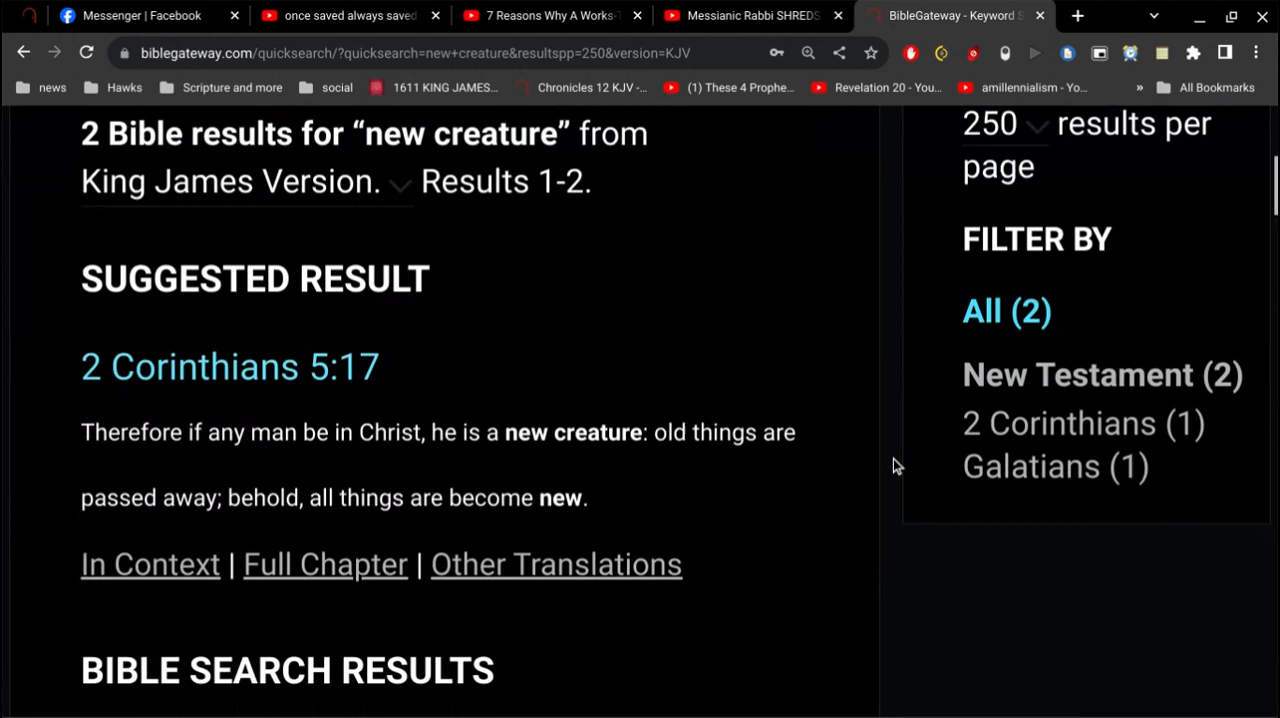 Messenger | Facebook
once saved always saved
7 Reasons Why A Works-
Messianic Rabbi SHREDS
BibleGateway - Keyword S
biblegateway.com/quicksearch/?quicksearch=new+creature&resultspp=250&version=KJV
news
Hawks
Scripture and more
social
1611 KING JAMES...
Chronicles 12 KJV -...
(1) These 4 Prophe...
Revelation 20 - You...
amillennialism - Yo...
»
All Bookmarks
2 Bible results for “new creature” from
King James Version. Results 1-2.
SUGGESTED RESULT
2 Corinthians 5:17
Therefore if any man be in Christ, he is a new creature: old things are
passed away; behold, all things are become new.
In Context | Full Chapter | Other Translations
BIBLE SEARCH RESULTS
250 results per
page
FILTER BY
All (2)
New Testament (2)
2 Corinthians (1)
Galatians (1)